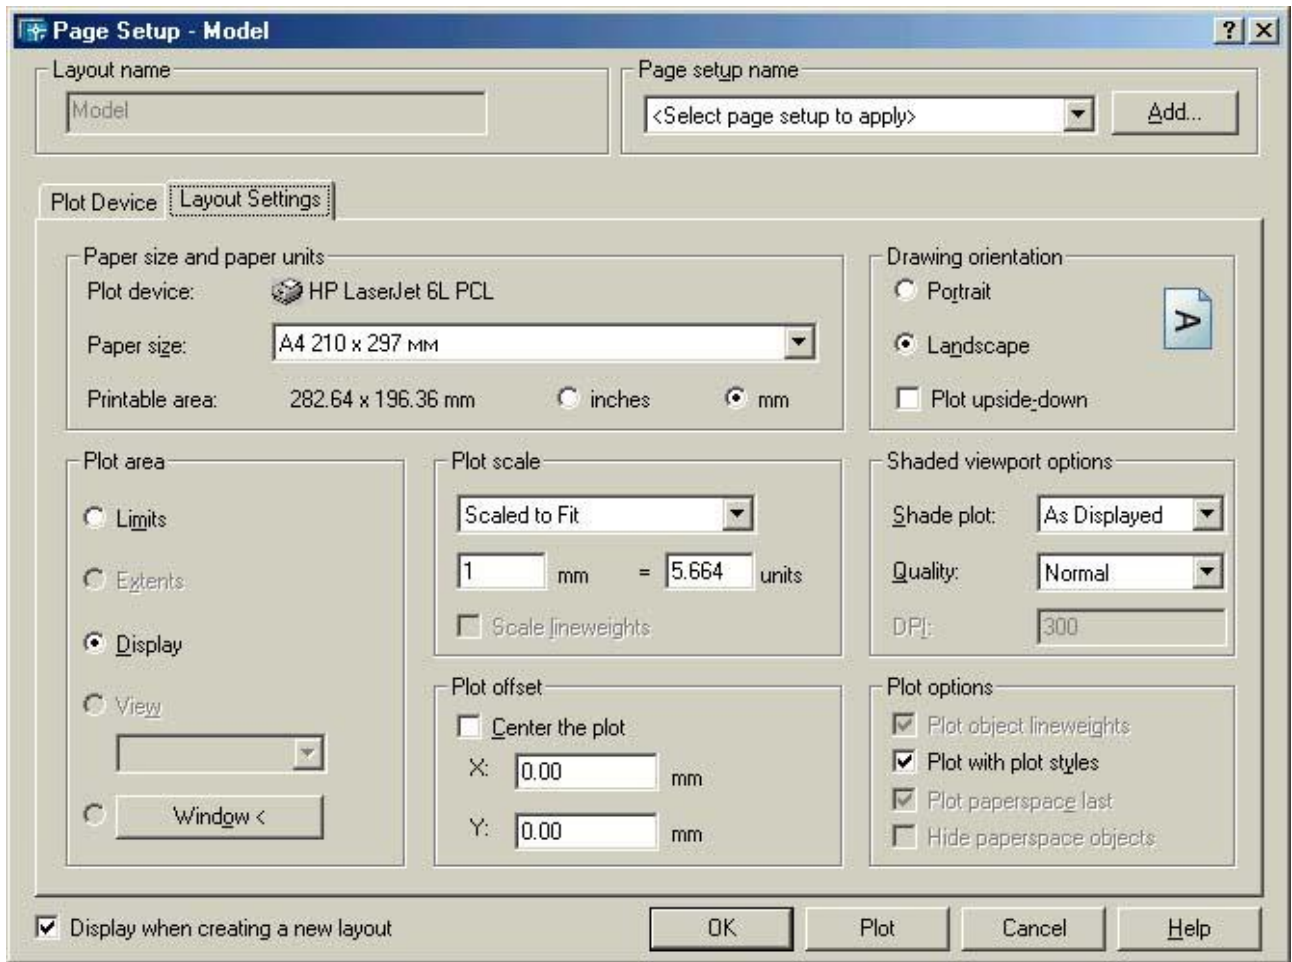 Page Setup - Model
Layout name
Model
Page setup name
<Select page setup to apply>
Add...
Plot Device
Layout Settings
Paper size and paper units
Plot device: HP LaserJet 6L PCL
Paper size: A4 210 x 297 мм
Printable area: 282.64 x 196.36 mm inches mm
Drawing orientation
Portrait
Landscape
Plot upside-down
A
Plot area
Limits
Extents
Display
View
Window <
Plot scale
Scaled to Fit
1 mm = 5.664 units
Scale lineweights
Plot offset
Center the plot
X: 0.00 mm
Y: 0.00 mm
Shaded viewport options
Shade plot: As Displayed
Quality: Normal
DPI: 300
Plot options
Plot object lineweights
Plot with plot styles
Plot paperspace last
Hide paperspace objects
Display when creating a new layout
OK
Plot
Cancel
Help